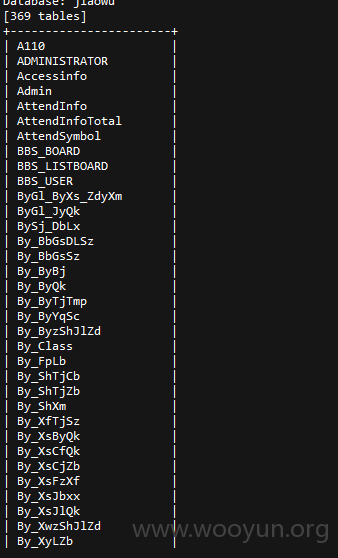 Database: jiaowu
[369 tables]
+-----------------------+
| A110 |
| ADMINISTRATOR |
| Accessinfo |
| Admin |
| AttendInfo |
| AttendInfoTotal |
| AttendSymbol |
| BBS_BOARD |
| BBS_LISTBOARD |
| BBS_USER |
| ByGl_ByXs_ZdyXm |
| ByGl_JyQk |
| BySj_DbLx |
| By_BbGsDLSz |
| By_BbGsSz |
| By_ByBj |
| By_ByQk |
| By_ByTjTmp |
| By_ByYqSc |
| By_ByzShJlZd |
| By_Class |
| By_FpLb |
| By_ShTjCb |
| By_ShTjZb |
| By_ShXm |
| By_XfTjSz |
| By_XsByQk |
| By_XsCfQk |
| By_XsCjZb |
| By_XsFzXf |
| By_XsJbxx |
| By_XsJlQk |
| By_XwzShJlZd |
| By_XyLZb |
www.wooyun.org